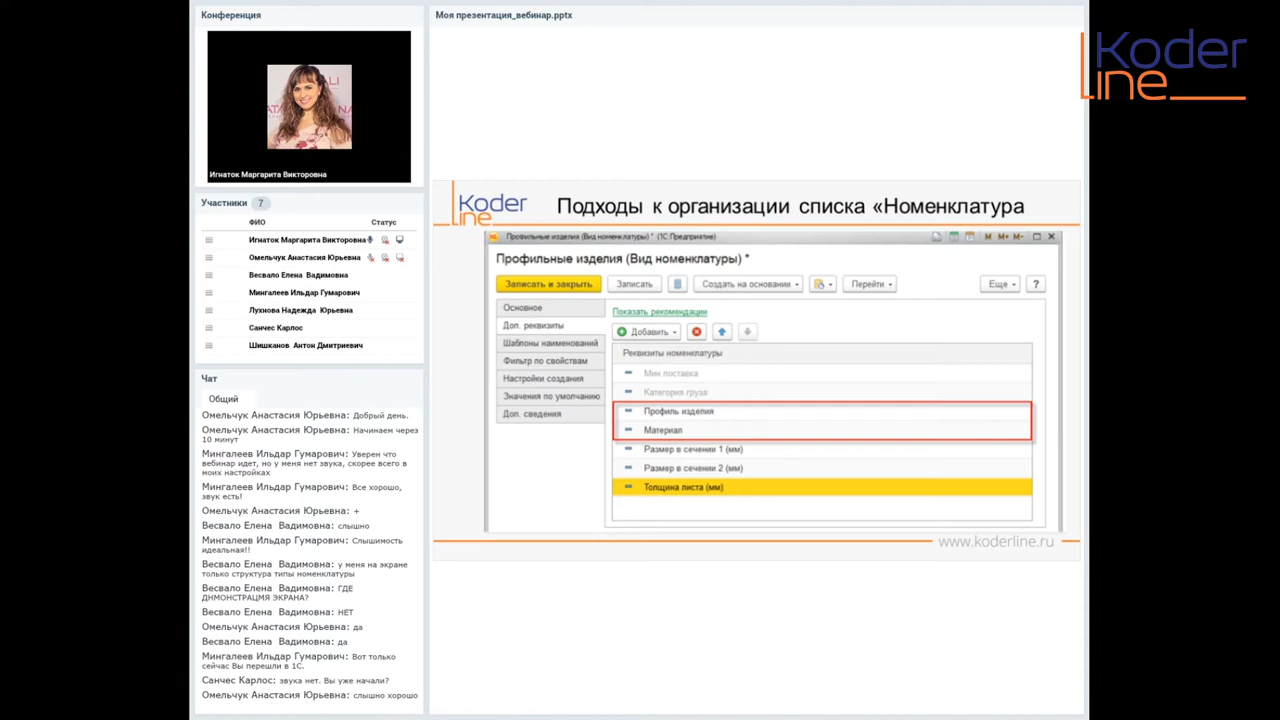 Конференция
Моя презентация_вебинар.pptx
Koder
line
Игнаток Маргарита Викторовна
Участники 7
ФИО Статус
Игнаток Маргарита Викторовна
Омельчук Анастасия Юрьевна
Весвало Елена Вадимовна
Мингалеев Ильдар Гумарович
Лухнова Надежда Юрьевна
Санчес Карлос
Шишканов Антон Дмитриевич
Чат
Общий
Омельчук Анастасия Юрьевна: Добрый день.
Омельчук Анастасия Юрьевна: Начинаем через
10 минут
Мингалеев Ильдар Гумарович: Уверен что
вебинар идет, но у меня нет звука, скорее всего в
моих настройках
Мингалеев Ильдар Гумарович: Все хорошо,
звук есть!
Омельчук Анастасия Юрьевна: +
Весвало Елена Вадимовна: слышно
Мингалеев Ильдар Гумарович: Слышимость
идеальная!!
Весвало Елена Вадимовна: у меня на экране
только структура типы номенклатуры
Весвало Елена Вадимовна: ГДЕ
ДНМОНСТРАЦМЯ ЭКРАНА?
Весвало Елена Вадимовна: НЕТ
Омельчук Анастасия Юрьевна: да
Весвало Елена Вадимовна: да
Мингалеев Ильдар Гумарович: Вот только
сейчас Вы перешли в 1С.
Санчес Карлос: звука нет. Вы уже начали?
Омельчук Анастасия Юрьевна: слышно хорошо
Koder
line
Подходы к организации списка «Номенклатура
Профильные изделия (Вид номенклатуры) * (1С:Предприятие)
M M+ M-
Профильные изделия (Вид номенклатуры) *
Записать и закрыть Записать Создать на основании Перейти Еще ?
Основное
Доп. реквизиты
Шаблоны наименований
Фильтр по свойствам
Настройки создания
Значения по умолчанию
Доп. сведения
Показать рекомендации
Добавить
Реквизиты номенклатуры
Мин.поставка
Категория груза
Профиль изделия
Материал
Размер в сечении 1 (мм)
Размер в сечении 2 (мм)
Толщина листа (мм)
www.koderline.ru